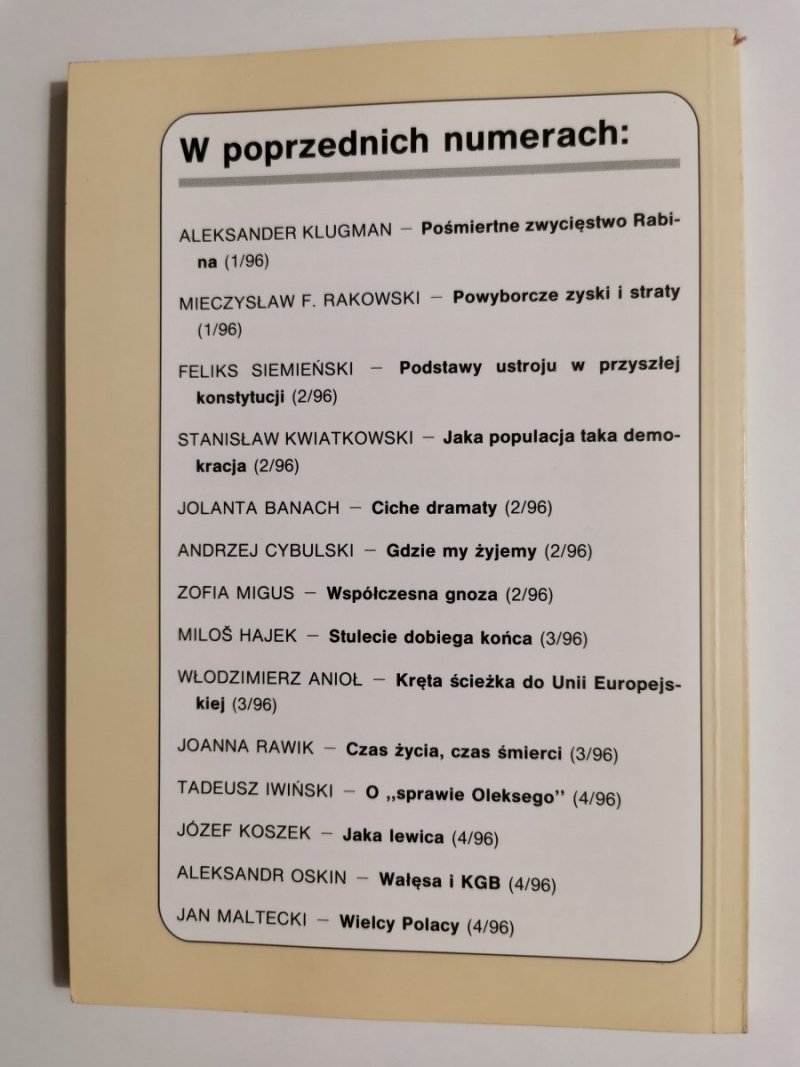 W poprzednich numerach:
ALEKSANDER KLUGMAN — Pośmiertne zwycięstwo Rabi-
na (1/96)
MIECZYSŁAW F. RAKOWSKI — Powyborcze zyski i straty
(1/96)
FELIKS SIEMIEŃSKI — Podstawy ustroju w przyszłej
konstytucji (2/96)
STANISŁAW KWIATKOWSKI — Jaka populacja taka demo-
kracja (2/96)
JOLANTA BANACH — Ciche dramaty (2/96)
ANDRZEJ CYBULSKI — Gdzie my żyjemy (2/96)
ZOFIA MIGUS — Współczesna gnoza (2/96)
MILOŠ HAJEK — Stulecie dobiega końca (3/96)
WŁODZIMIERZ ANIOŁ — Kręta ścieżka do Unii Europejs-
kiej (3/96)
JOANNA RAWIK — Czas życia, czas śmierci (3/96)
TADEUSZ IWIŃSKI — O ,,sprawie Oleksego" (4/96)
JÓZEF KOSZEK — Jaka lewica (4/96)
ALEKSANDR OSKIN — Wałęsa i KGB (4/96)
JAN MALTECKI — Wielcy Polacy (4/96)